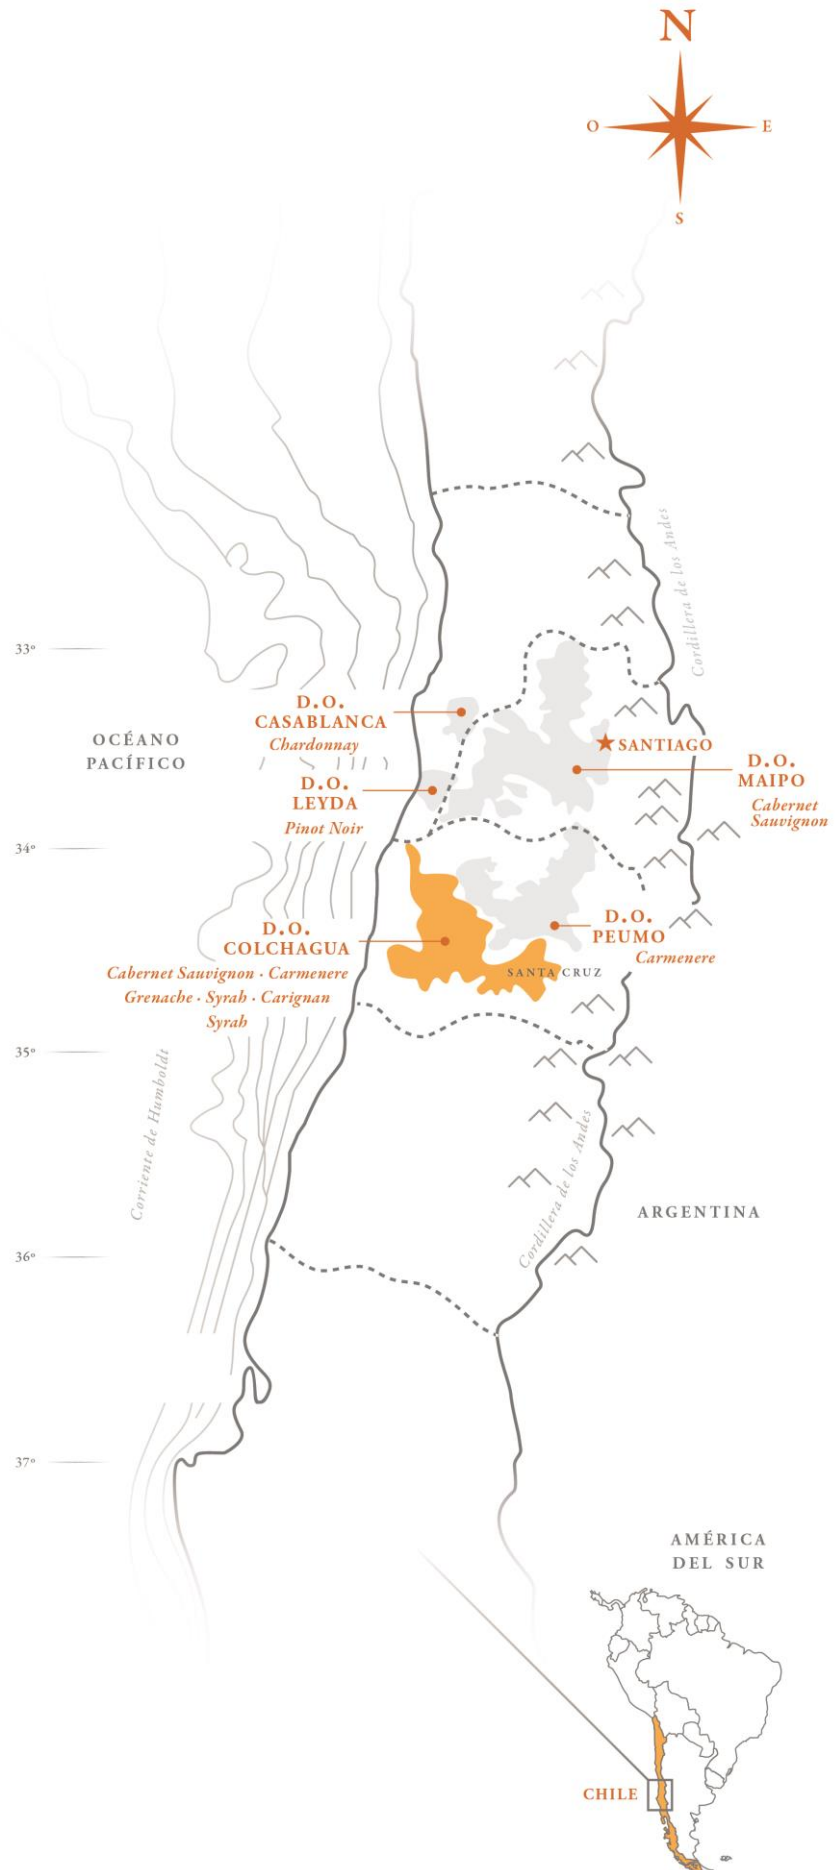 N
O
E
S
Cordillera de los Andes
33º
D.O.
CASABLANCA
Chardonnay
OCÉANO
PACÍFICO
SANTIAGO
D.O.
MAIPO
Cabernet
Sauvignon
D.O.
LEYDA
Pinot Noir
34º
D.O.
COLCHAGUA
Cabernet Sauvignon · Carmenere
Grenache · Syrah · Carignan
Syrah
D.O.
PEUMO
Carmenere
SANTA CRUZ
35º
Corriente de Humboldt
Cordillera de los Andes
ARGENTINA
36º
37º
AMÉRICA
DEL SUR
CHILE